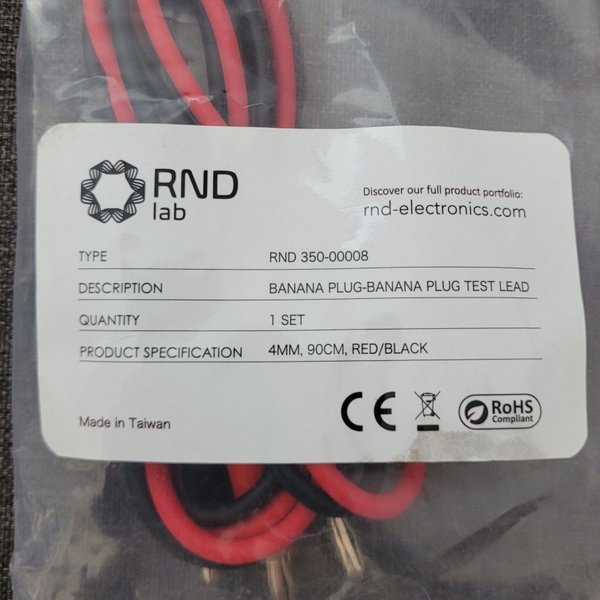 RND
lab
Discover our full product portfolio:
rnd-electronics.com
TYPE RND 350-00008
DESCRIPTION BANANA PLUG-BANANA PLUG TEST LEAD
QUANTITY 1 SET
PRODUCT SPECIFICATION 4MM, 90CM, RED/BLACK
Made in Taiwan
CE
RoHS
Compliant